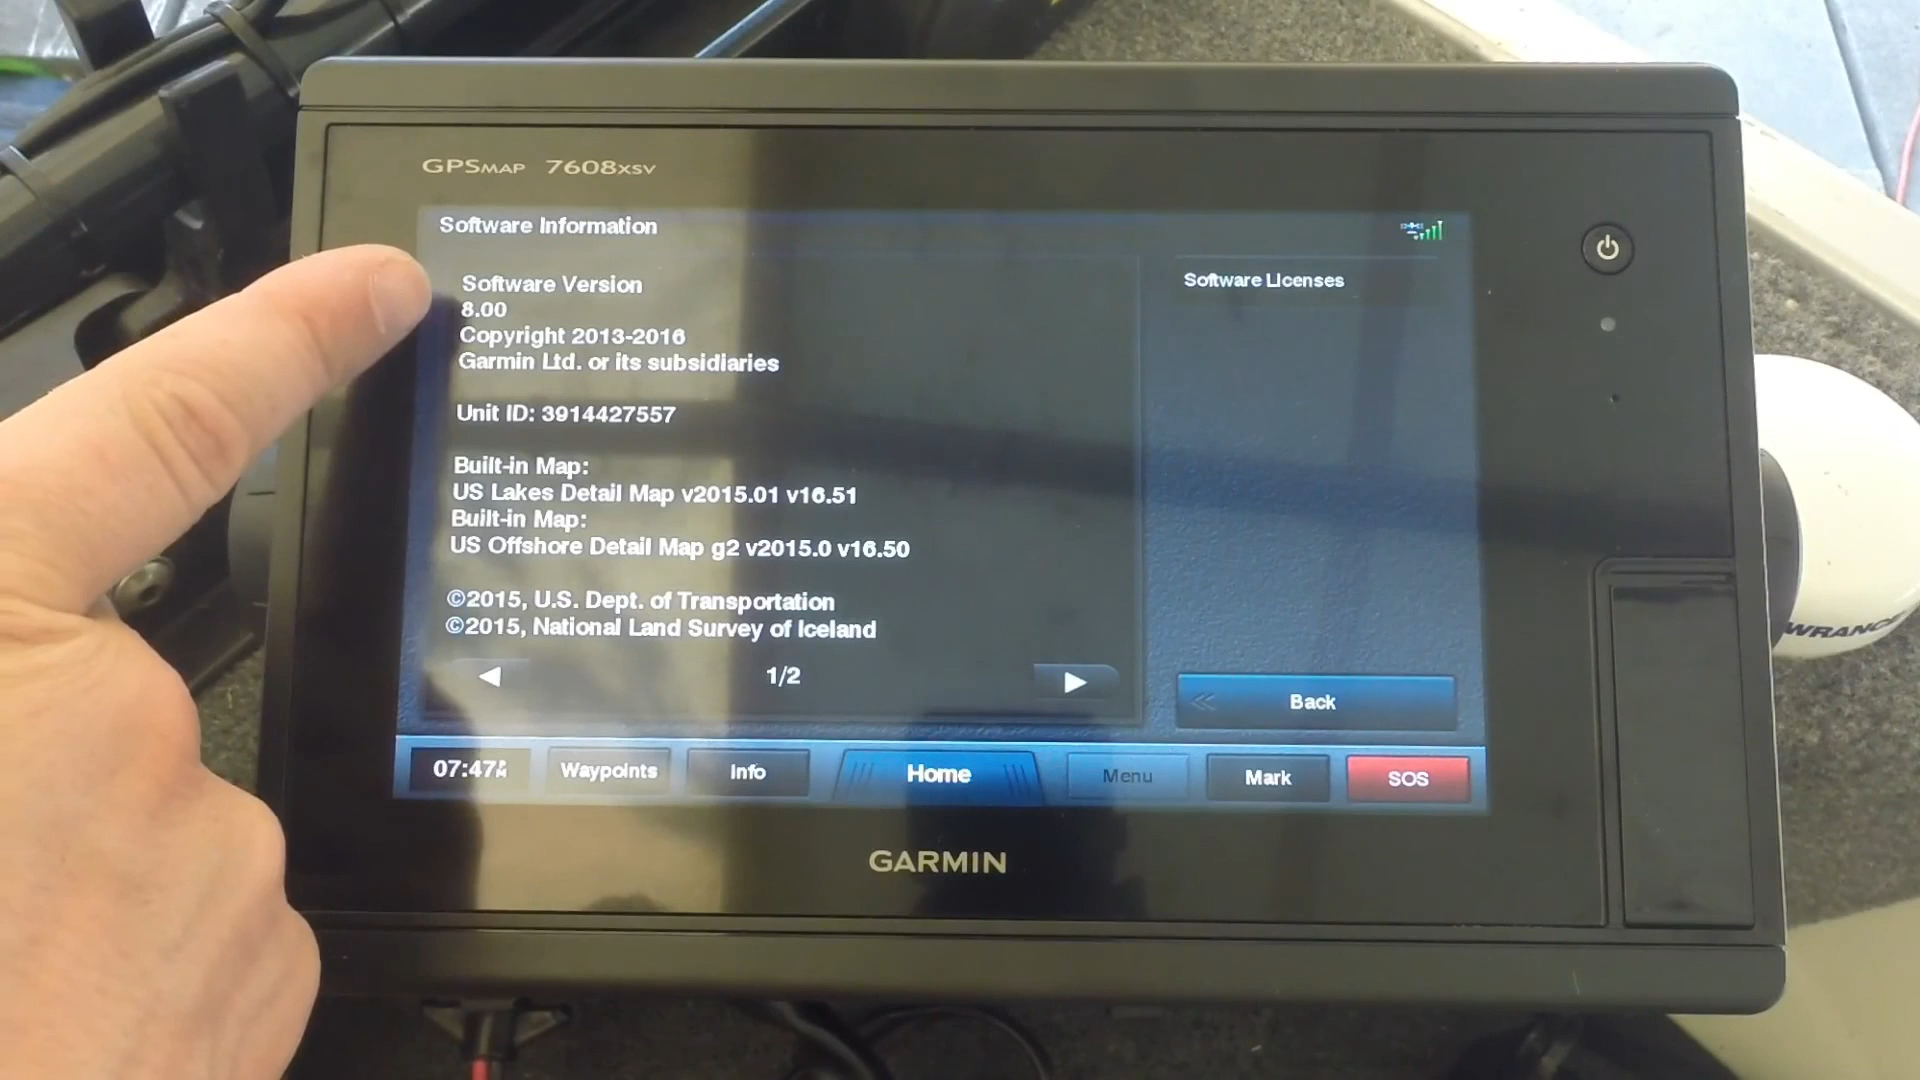 GPSMAP 7608XSV
Software Information
Software Version
8.00
Copyright 2013-2016
Garmin Ltd. or its subsidiaries
Unit ID: 3914427557
Built-in Map:
US Lakes Detail Map v2015.01 v16.51
Built-in Map:
US Offshore Detail Map g2 v2015.0 v16.50
©2015, U.S. Dept. of Transportation
©2015, National Land Survey of Iceland
1/2
Software Licenses
Back
07:47
Waypoints
Info
Home
Menu
Mark
SOS
GARMIN
WRANCE